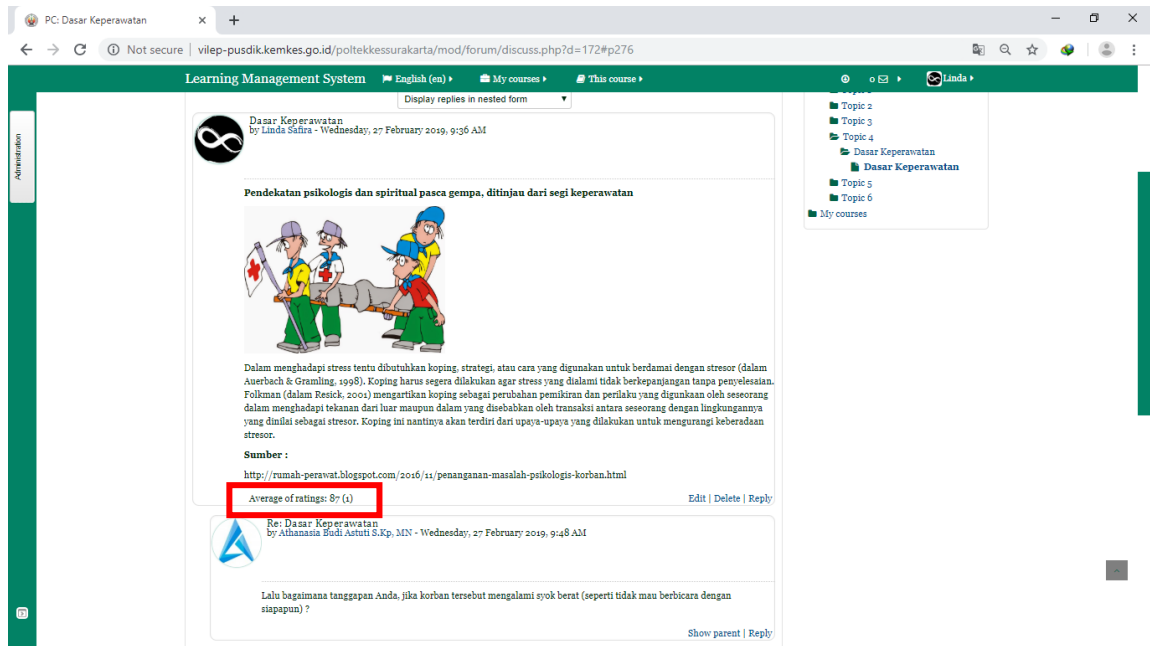 PC: Dasar Keperawatan
Not secure | vilep-pusdik.kemkes.go.id/poltekkessurakarta/mod/forum/discuss.php?d=172#p276
Learning Management System English (en) My courses This course 0 Linda
Display replies in nested form
Administration
Dasar Keperawatan
by Linda Safira - Wednesday, 27 February 2019, 9:36 AM
Pendekatan psikologis dan spiritual pasca gempa, ditinjau dari segi keperawatan
Dalam menghadapi stress tentu dibutuhkan koping, strategi, atau cara yang digunakan untuk berdamai dengan stresor (dalam
Auerbach & Gramling, 1998). Koping harus segera dilakukan agar stress yang dialami tidak berkepanjangan tanpa penyelesaian.
Folkman (dalam Resick, 2001) mengartikan koping sebagai perubahan pemikiran dan perilaku yang digunkaan oleh seseorang
dalam menghadapi tekanan dari luar maupun dalam yang disebabkan oleh transaksi antara seseorang dengan lingkungannya
yang dinilai sebagai stresor. Koping ini nantinya akan terdiri dari upaya-upaya yang dilakukan untuk mengurangi keberadaan
stresor.
Sumber :
http://rumah-perawat.blogspot.com/2016/11/penanganan-masalah-psikologis-korban.html
Average of ratings: 87 (1) Edit | Delete | Reply
Re: Dasar Keperawatan
by Athanasia Budi Astuti S.Kp, MN - Wednesday, 27 February 2019, 9:48 AM
Lalu bagaimana tanggapan Anda, jika korban tersebut mengalami syok berat (seperti tidak mau berbicara dengan
siapapun) ?
Show parent | Reply
Topic 2
Topic 3
Topic 4
Dasar Keperawatan
Dasar Keperawatan
Topic 5
Topic 6
My courses